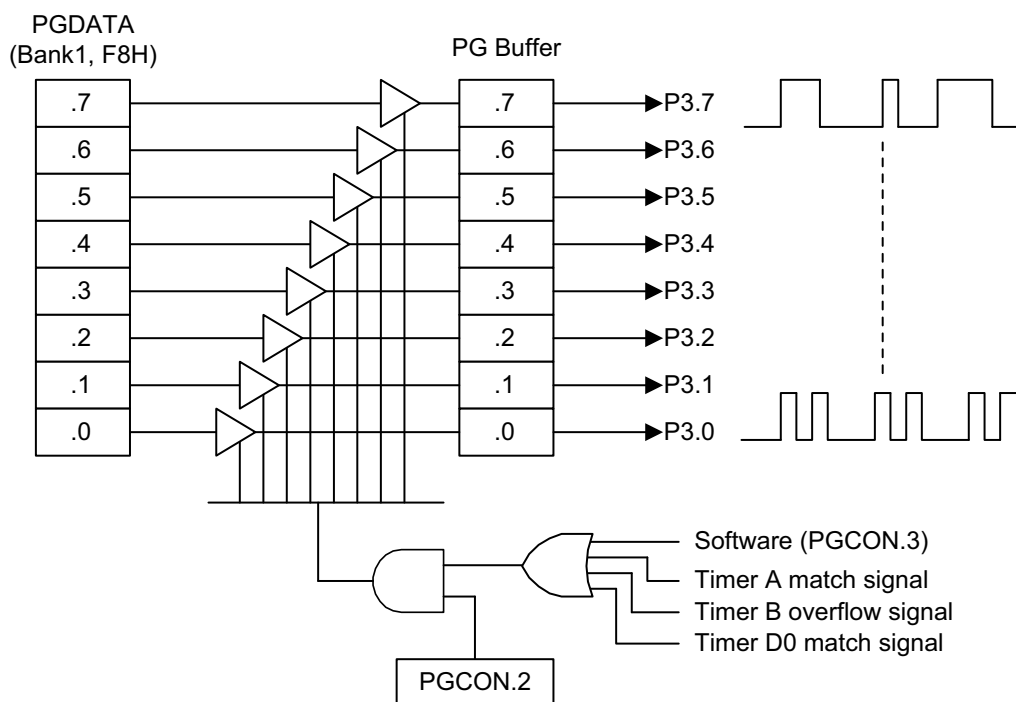 PGDATA
(Bank1, F8H)
PG Buffer
.7
.7
P3.7
.6
.6
P3.6
.5
.5
P3.5
.4
.4
P3.4
.3
.3
P3.3
.2
.2
P3.2
.1
.1
P3.1
.0
.0
P3.0
Software (PGCON.3)
Timer A match signal
Timer B overflow signal
Timer D0 match signal
PGCON.2